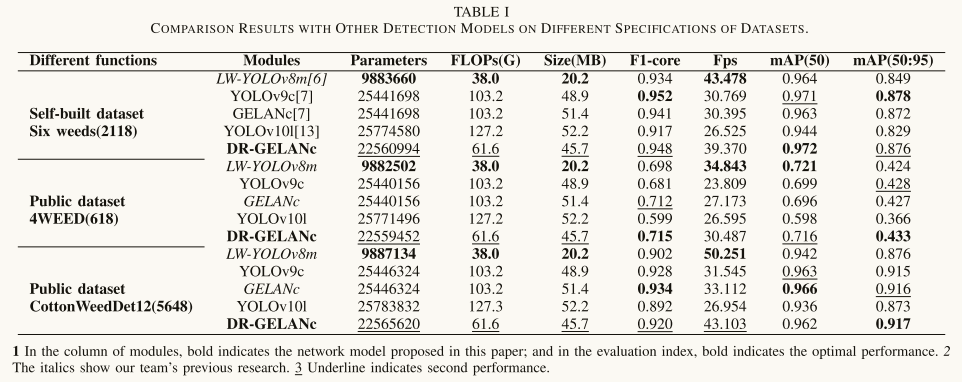 TABLE I
COMPARISON RESULTS WITH OTHER DETECTION MODELS ON DIFFERENT SPECIFICATIONS OF DATASETS.
Different functions Modules Parameters FLOPs(G) Size(MB) F1-core Fps mAP(50) mAP(50:95)
Self-built dataset
Six weeds(2118)
LW-YOLOv8m[6] 9883660 38.0 20.2 0.934 43.478 0.964 0.849
YOLOv9c[7] 25441698 103.2 48.9 0.952 30.769 0.971 0.878
GELANc[7] 25441698 103.2 51.4 0.941 30.395 0.963 0.872
YOLOv10l[13] 25774580 127.2 52.2 0.917 26.525 0.944 0.829
DR-GELANc 22560994 61.6 45.7 0.948 39.370 0.972 0.876
Public dataset
4WEED(618)
LW-YOLOv8m 9882502 38.0 20.2 0.698 34.843 0.721 0.424
YOLOv9c 25440156 103.2 48.9 0.681 23.809 0.699 0.428
GELANc 25440156 103.2 51.4 0.712 27.173 0.696 0.427
YOLOv10l 25771496 127.2 52.2 0.599 26.595 0.598 0.366
DR-GELANc 22559452 61.6 45.7 0.715 30.487 0.716 0.433
Public dataset
CottonWeedDet12(5648)
LW-YOLOv8m 9887134 38.0 20.2 0.902 50.251 0.942 0.876
YOLOv9c 25446324 103.2 48.9 0.928 31.545 0.963 0.915
GELANc 25446324 103.2 51.4 0.934 33.112 0.966 0.916
YOLOv10l 25783832 127.3 52.2 0.892 26.954 0.936 0.873
DR-GELANc 22565620 61.6 45.7 0.920 43.103 0.962 0.917
1 In the column of modules, bold indicates the network model proposed in this paper; and in the evaluation index, bold indicates the optimal performance. 2
The italics show our team's previous research. 3 Underline indicates second performance.